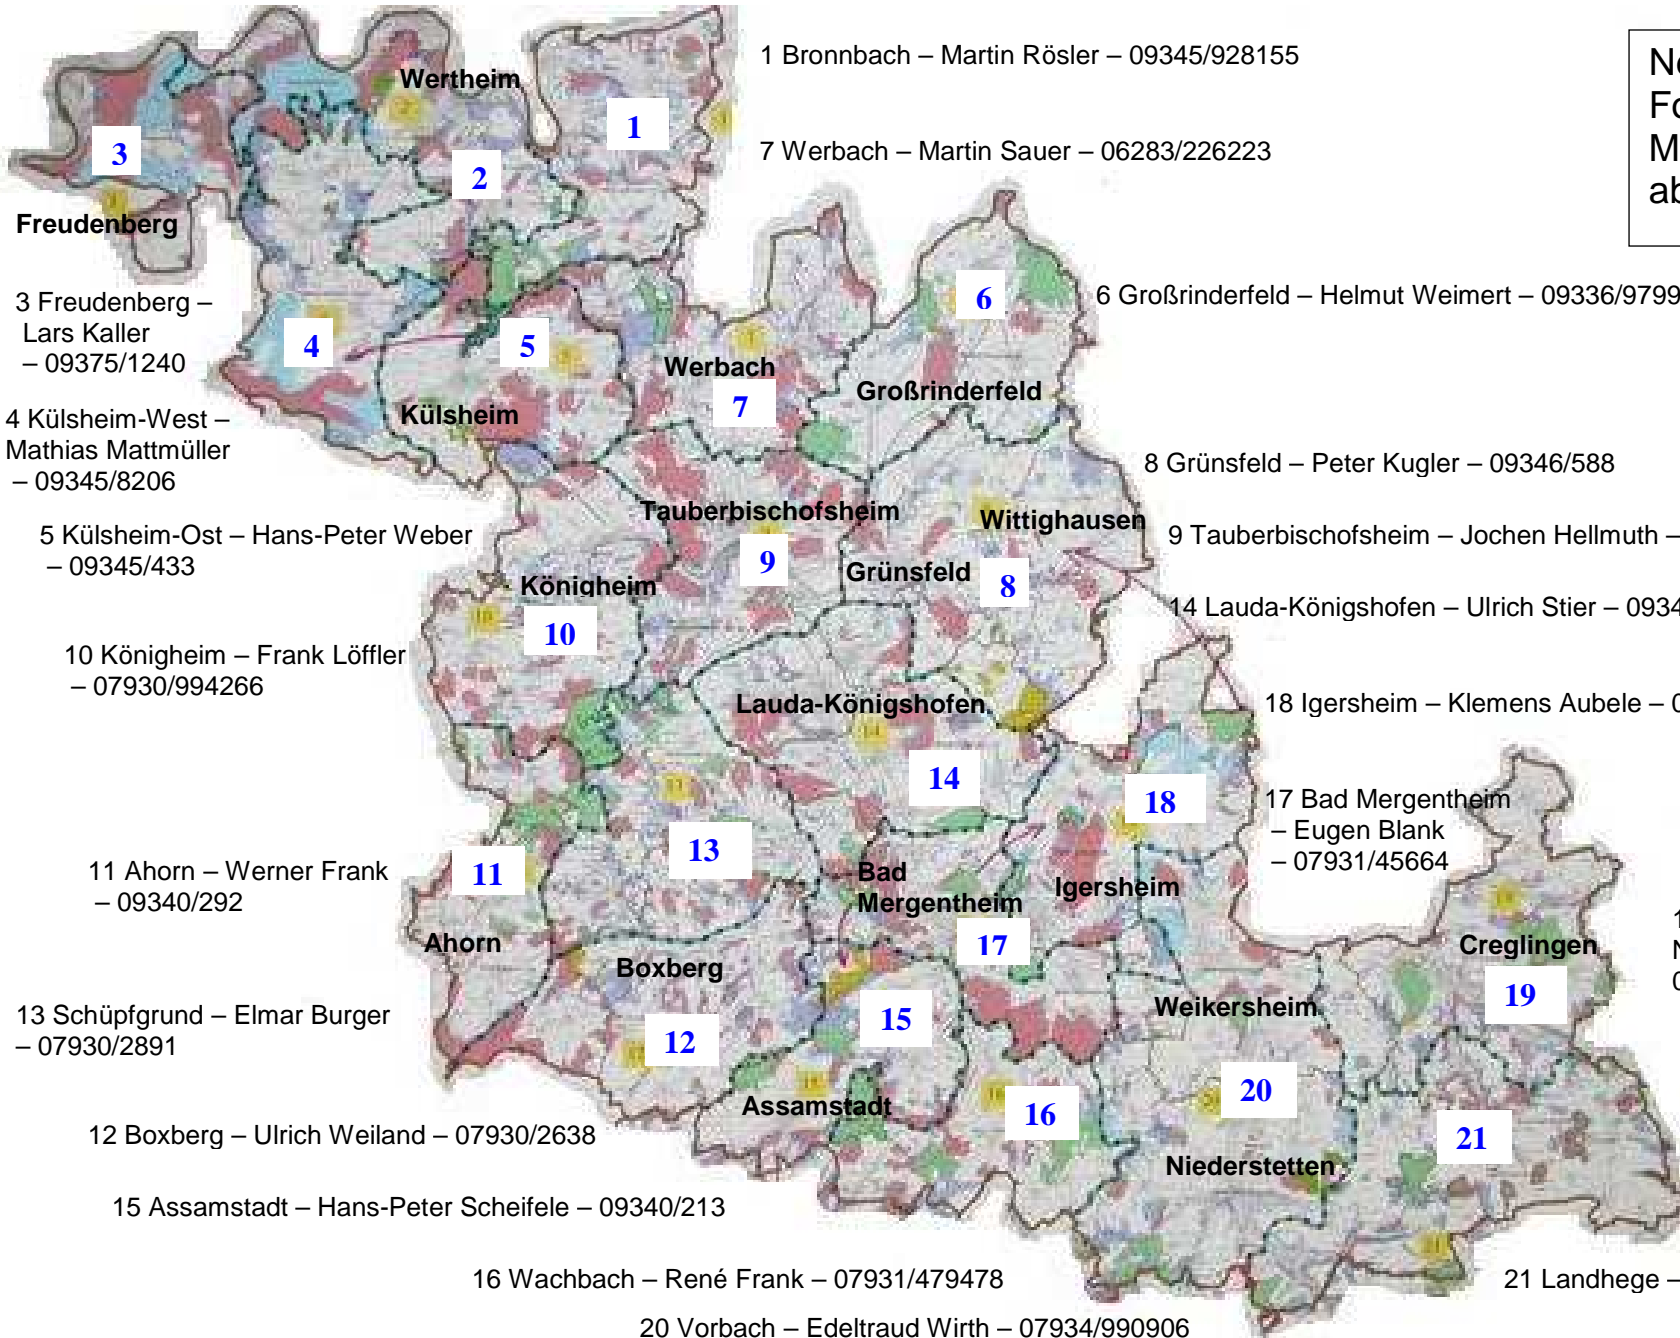 1 Bronnbach – Martin Rösler – 09345/928155
7 Werbach – Martin Sauer – 06283/226223
6 Großrinderfeld – Helmut Weimert – 09336/9799
3 Freudenberg –
Lars Kaller
– 09375/1240
4 Külsheim-West –
Mathias Mattmüller
– 09345/8206
8 Grünsfeld – Peter Kugler – 09346/588
5 Külsheim-Ost – Hans-Peter Weber
– 09345/433
9 Tauberbischofsheim – Jochen Hellmuth –
14 Lauda-Königshofen – Ulrich Stier – 0934
10 Königheim – Frank Löffler
– 07930/994266
18 Igersheim – Klemens Aubele – 0
17 Bad Mergentheim
– Eugen Blank
– 07931/45664
11 Ahorn – Werner Frank
– 09340/292
13 Schüpfgrund – Elmar Burger
– 07930/2891
12 Boxberg – Ulrich Weiland – 07930/2638
15 Assamstadt – Hans-Peter Scheifele – 09340/213
16 Wachbach – René Frank – 07931/479478
21 Landhege –
20 Vorbach – Edeltraud Wirth – 07934/990906
Wertheim
1
2
3
Freudenberg
4
5
6
Werbach
7
Großrinderfeld
Külsheim
Tauberbischofsheim
Wittighausen
9
Grünsfeld
8
Königheim
10
Lauda-Königshofen
14
18
13
11
Bad
Mergentheim
Igersheim
17
Ahorn
Boxberg
Creglingen
19
Weikersheim
15
12
20
Assamstadt
16
21
Niederstetten